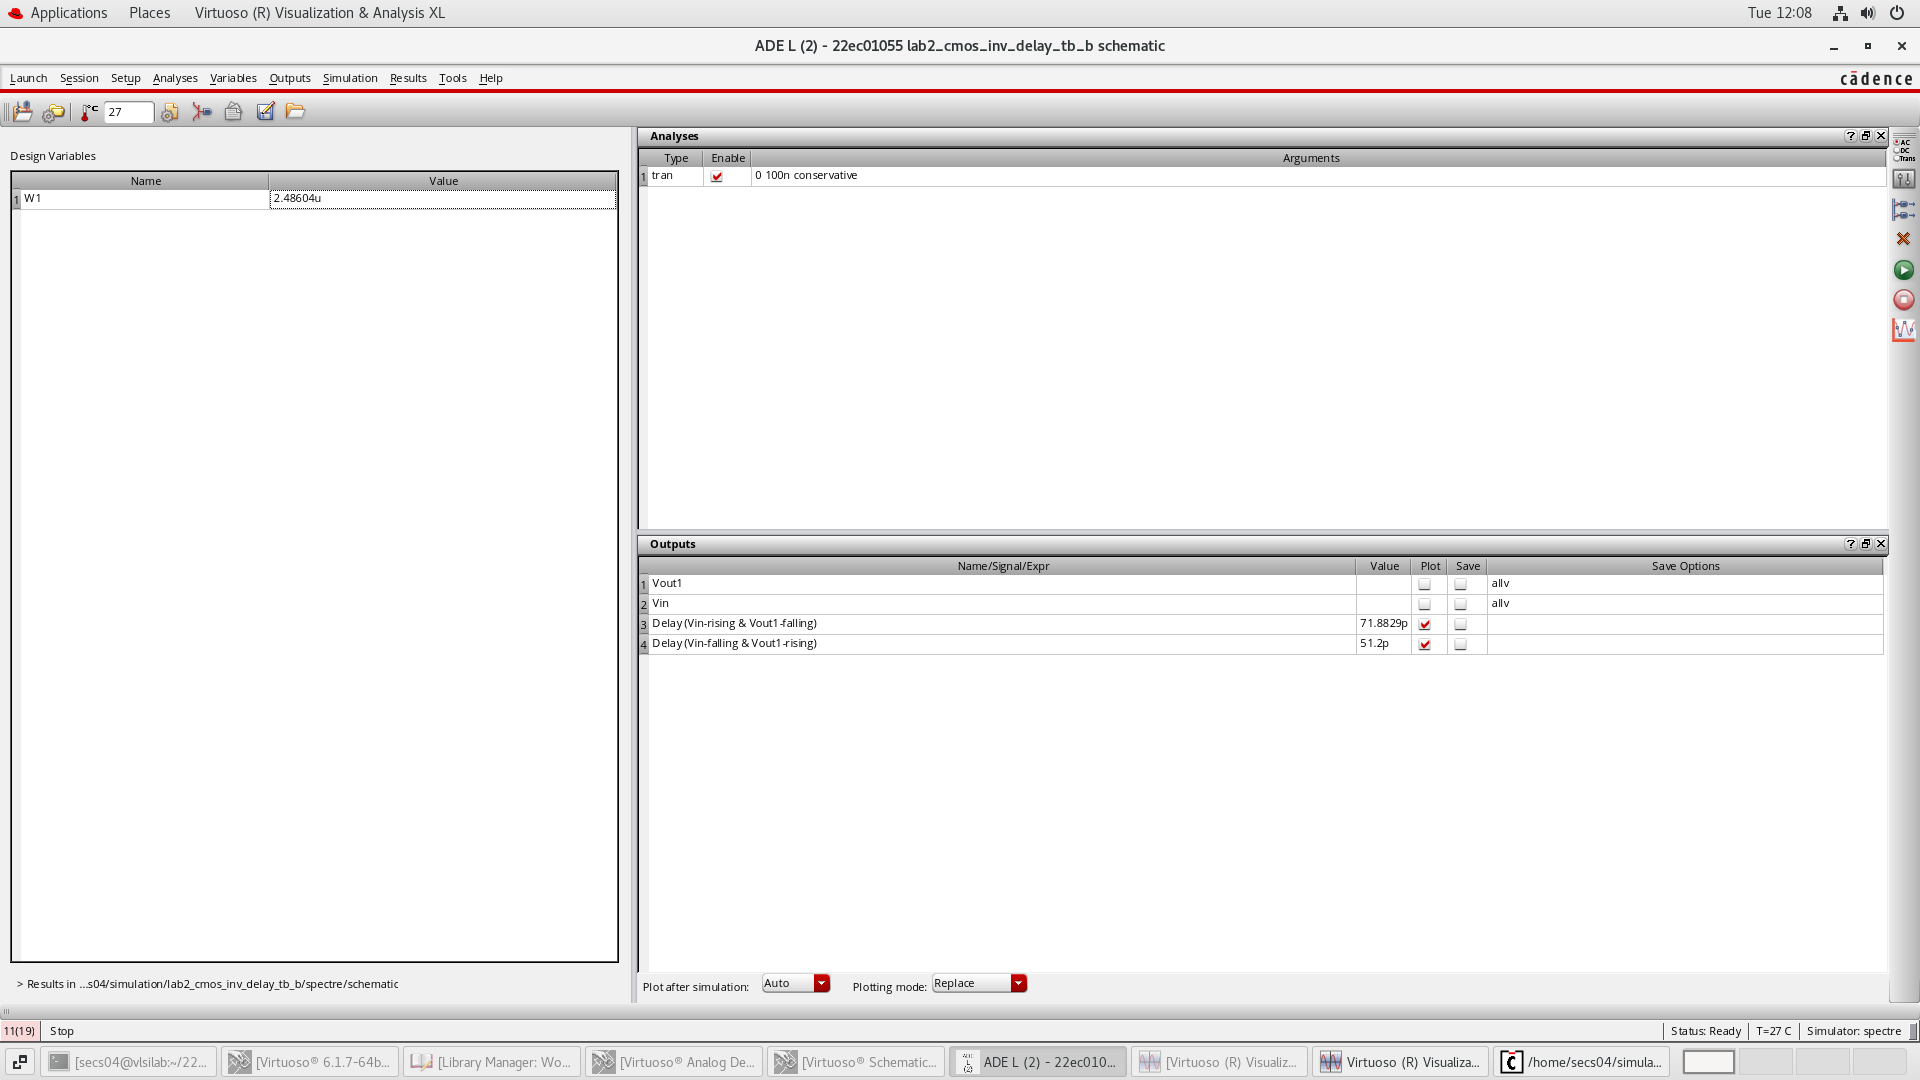 Applications Places Virtuoso (R) Visualization & Analysis XL Tue 12:08
ADE L (2) - 22ec01055 lab2_cmos_inv_delay_tb_b schematic
Launch Session Setup Analyses Variables Outputs Simulation Results Tools Help cādence
°C 27
Design Variables
Name Value
1 W1 2.48604u
Analyses
Type Enable Arguments
1 tran 0 100n conservative
AC
DC
Trans
Outputs
Name/Signal/Expr Value Plot Save Save Options
1 Vout1 allv
2 Vin allv
3 Delay (Vin-rising & Vout1-falling) 71.8829p
4 Delay (Vin-falling & Vout1-rising) 51.2p
> Results in ...s04/simulation/lab2_cmos_inv_delay_tb_b/spectre/schematic
Plot after simulation: Auto Plotting mode: Replace
11(19) Stop Status: Ready T=27 C Simulator: spectre
[secs04@vlsilab:~/22... [Virtuoso® 6.1.7-64b... [Library Manager: Wo... [Virtuoso® Analog De... [Virtuoso® Schematic... ADE L (2) - 22ec010... [Virtuoso (R) Visualiz... Virtuoso (R) Visualiza... /home/secs04/simula...